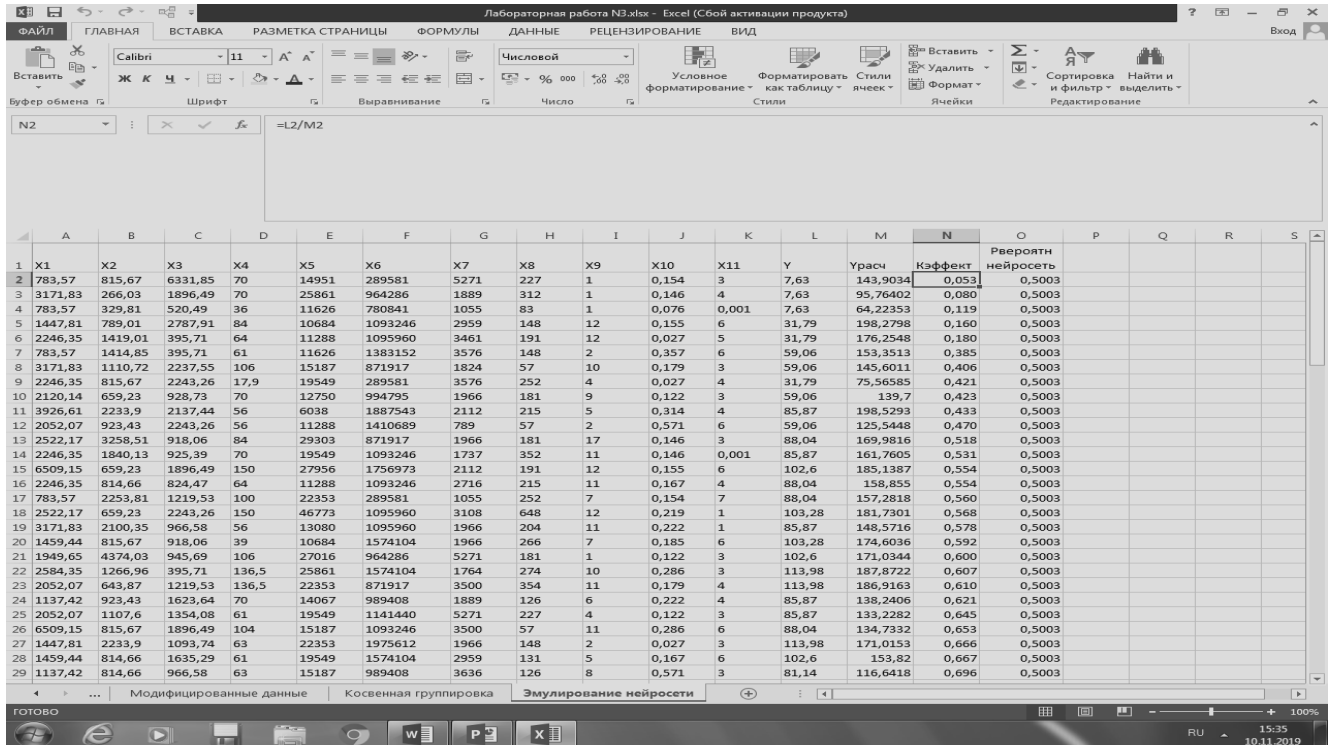 Лабораторная работа N3.xlsx - Excel (Сбой активации продукта)
ФАЙЛ ГЛАВНАЯ ВСТАВКА РАЗМЕТКА СТРАНИЦЫ ФОРМУЛЫ ДАННЫЕ РЕЦЕНЗИРОВАНИЕ ВИД Вход
Вставить Calibri 11 Ж К Ч Числовой % 000 Условное форматирование Форматировать как таблицу Стили ячеек Вставить Удалить Формат Сортировка и фильтр Найти и выделить
Буфер обмена Шрифт Выравнивание Число Стили Ячейки Редактирование
N2 fx =L2/M2
A B C D E F G H I J K L M N O P Q R S
1 X1 X2 X3 X4 X5 X6 X7 X8 X9 X10 X11 Y Yрасч Кэффект Рвероятн нейросеть
2 783,57 815,67 6331,85 70 14951 289581 5271 227 1 0,154 3 7,63 143,9034 0,053 0,5003
3 3171,83 266,03 1896,49 70 25861 964286 1889 312 1 0,146 4 7,63 95,76402 0,080 0,5003
4 783,57 329,81 520,49 36 11626 780841 1055 83 1 0,076 0,001 7,63 64,22353 0,119 0,5003
5 1447,81 789,01 2787,91 84 10684 1093246 2959 148 12 0,155 6 31,79 198,2798 0,160 0,5003
6 2246,35 1419,01 395,71 64 11288 1095960 3461 191 12 0,027 5 31,79 176,2548 0,180 0,5003
7 783,57 1414,85 395,71 61 11626 1383152 3576 148 2 0,357 6 59,06 153,3513 0,385 0,5003
8 3171,83 1110,72 2237,55 106 15187 871917 1824 57 10 0,179 3 59,06 145,6011 0,406 0,5003
9 2246,35 815,67 2243,26 17,9 19549 289581 3576 252 4 0,027 4 31,79 75,56585 0,421 0,5003
10 2120,14 659,23 928,73 70 12750 994795 1966 181 9 0,122 3 59,06 139,7 0,423 0,5003
11 3926,61 2233,9 2137,44 56 6038 1887543 2112 215 5 0,314 4 85,87 198,5293 0,433 0,5003
12 2052,07 923,43 2243,26 56 11288 1410689 789 57 2 0,571 6 59,06 125,5448 0,470 0,5003
13 2522,17 3258,51 918,06 84 29303 871917 1966 181 17 0,146 3 88,04 169,9816 0,518 0,5003
14 2246,35 1840,13 925,39 70 19549 1093246 1737 352 11 0,146 0,001 85,87 161,7605 0,531 0,5003
15 6509,15 659,23 1896,49 150 27956 1756973 2112 191 12 0,155 6 102,6 185,1387 0,554 0,5003
16 2246,35 814,66 824,47 64 11288 1093246 2716 215 11 0,167 4 88,04 158,855 0,554 0,5003
17 783,57 2253,81 1219,53 100 22353 289581 1055 252 7 0,154 7 88,04 157,2818 0,560 0,5003
18 2522,17 659,23 2243,26 150 46773 1095960 3108 648 12 0,219 1 103,28 181,7301 0,568 0,5003
19 3171,83 2100,35 966,58 56 13080 1095960 1966 204 11 0,222 1 85,87 148,5716 0,578 0,5003
20 1459,44 815,67 918,06 39 10684 1574104 1966 266 7 0,185 6 103,28 174,6036 0,592 0,5003
21 1949,65 4374,03 945,69 106 27016 964286 5271 181 1 0,122 3 102,6 171,0344 0,600 0,5003
22 2584,35 1266,96 395,71 136,5 25861 1574104 1764 274 10 0,286 3 113,98 187,8722 0,607 0,5003
23 2052,07 643,87 1219,53 136,5 22353 871917 3500 354 11 0,179 4 113,98 186,9163 0,610 0,5003
24 1137,42 923,43 1623,64 70 14067 989408 1889 126 6 0,222 4 85,87 138,2406 0,621 0,5003
25 2052,07 1107,6 1354,08 61 19549 1141440 5271 227 4 0,122 3 85,87 133,2282 0,645 0,5003
26 6509,15 815,67 1896,49 104 15187 1093246 3500 57 11 0,286 6 88,04 134,7332 0,653 0,5003
27 1447,81 2233,9 1093,74 63 22353 1975612 1966 148 2 0,027 3 113,98 171,0153 0,666 0,5003
28 1459,44 814,66 1635,29 61 19549 1574104 2959 131 5 0,167 6 102,6 153,82 0,667 0,5003
29 1137,42 814,66 966,58 63 15187 989408 3636 126 8 0,571 3 81,14 116,6418 0,696 0,5003
... Модифицированные данные Косвенная группировка Эмулирование нейросети
ГОТОВО 100%
RU 15:35
10.11.2019